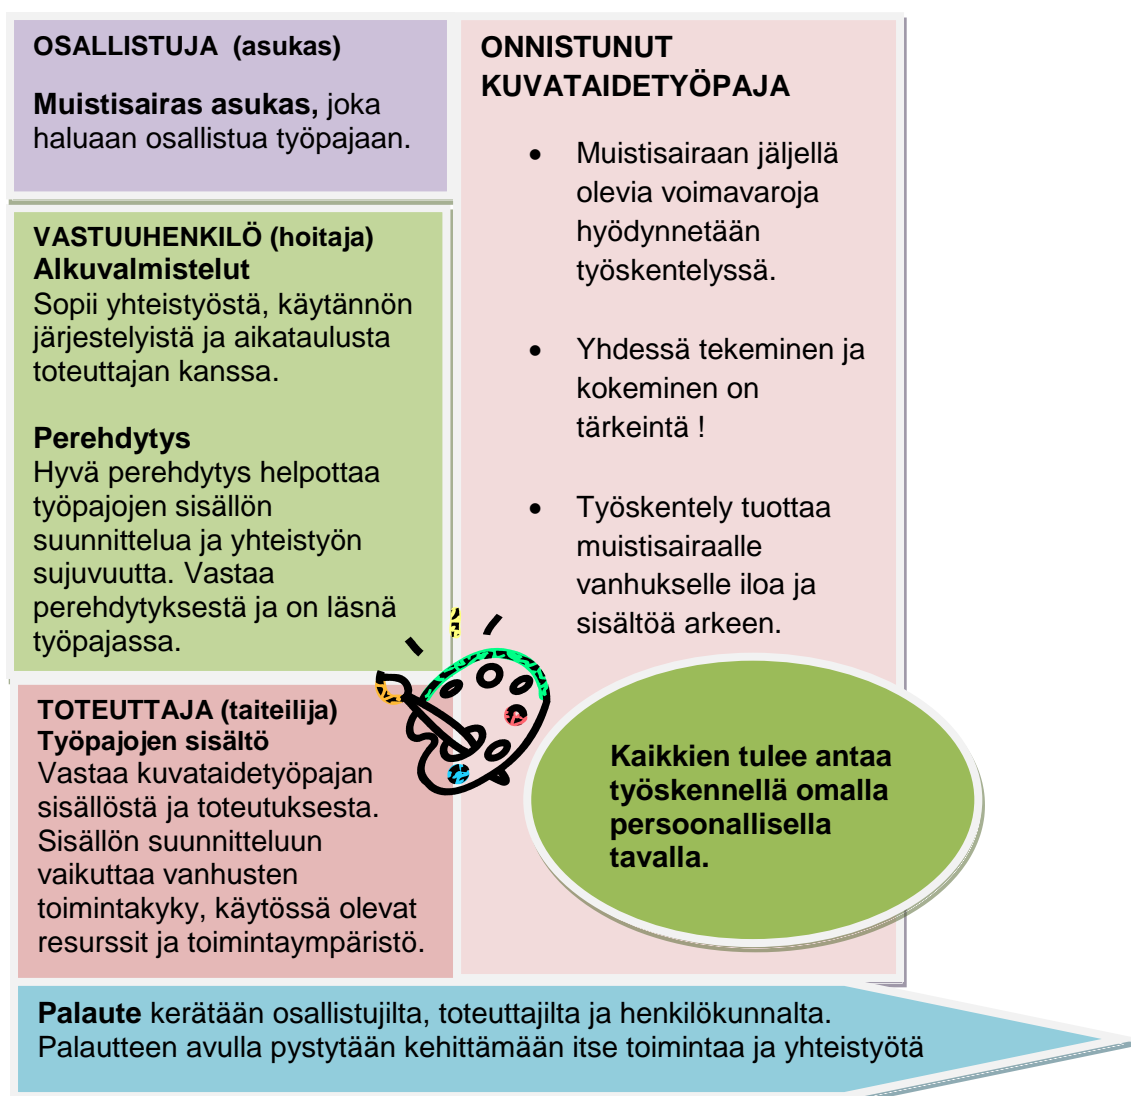 OSALLISTUJA (asukas)
Muistisairas asukas, joka
haluaan osallistua työpajaan.
VASTUUHENKILÖ (hoitaja)
Alkuvalmistelut
Sopii yhteistyöstä, käytännön
järjestelyistä ja aikataulusta
toteuttajan kanssa.
Perehdytys
Hyvä perehdytys helpottaa
työpajojen sisällön
suunnittelua ja yhteistyön
sujuvuutta. Vastaa
perehdytyksestä ja on läsnä
työpajassa.
TOTEUTTAJA (taiteilija)
Työpajojen sisältö
Vastaa kuvataidetyöpajan
sisällöstä ja toteutuksesta.
Sisällön suunnitteluun
vaikuttaa vanhusten
toimintakyky, käytössä olevat
resurssit ja toimintaympäristö.
ONNISTUNUT
KUVATAIDETYÖPAJA
• Muistisairaan jäljellä
olevia voimavaroja
hyödynnetään
työskentelyssä.
• Yhdessä tekeminen ja
kokeminen on
tärkeintä !
• Työskentely tuottaa
muistisairaalle
vanhukselle iloa ja
sisältöä arkeen.
Kaikkien tulee antaa
työskennellä omalla
persoonallisella
tavalla.
Palaute kerätään osallistujilta, toteuttajilta ja henkilökunnalta.
Palautteen avulla pystytään kehittämään itse toimintaa ja yhteistyötä